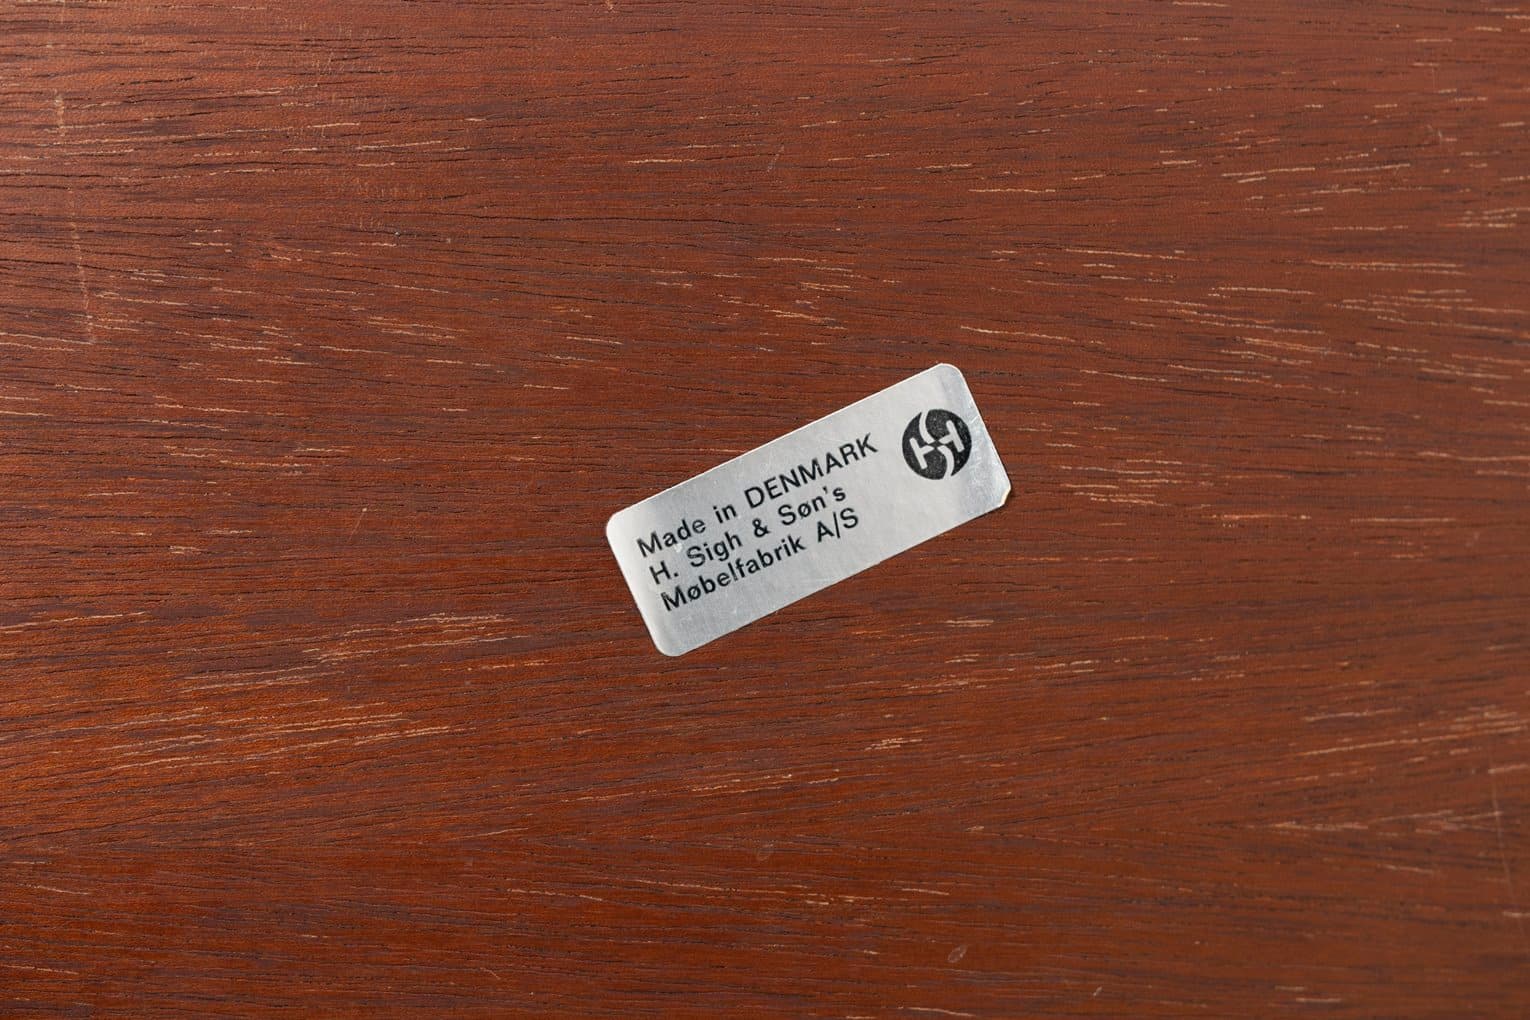 Made in DENMARK
H. Sigh & Søn's
Møbelfabrik A/S